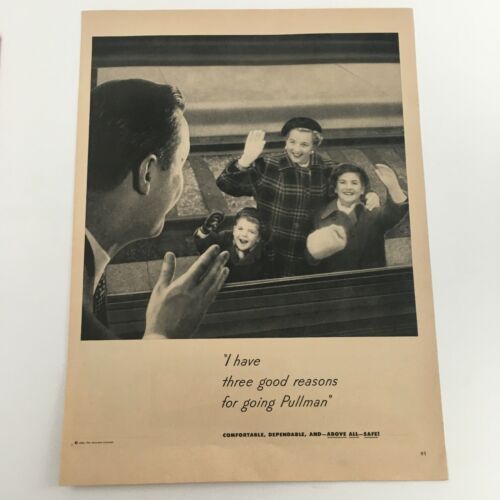 "I have
three good reasons
for going Pullman"
COMFORTABLE, DEPENDABLE, AND—ABOVE ALL—SAFE!